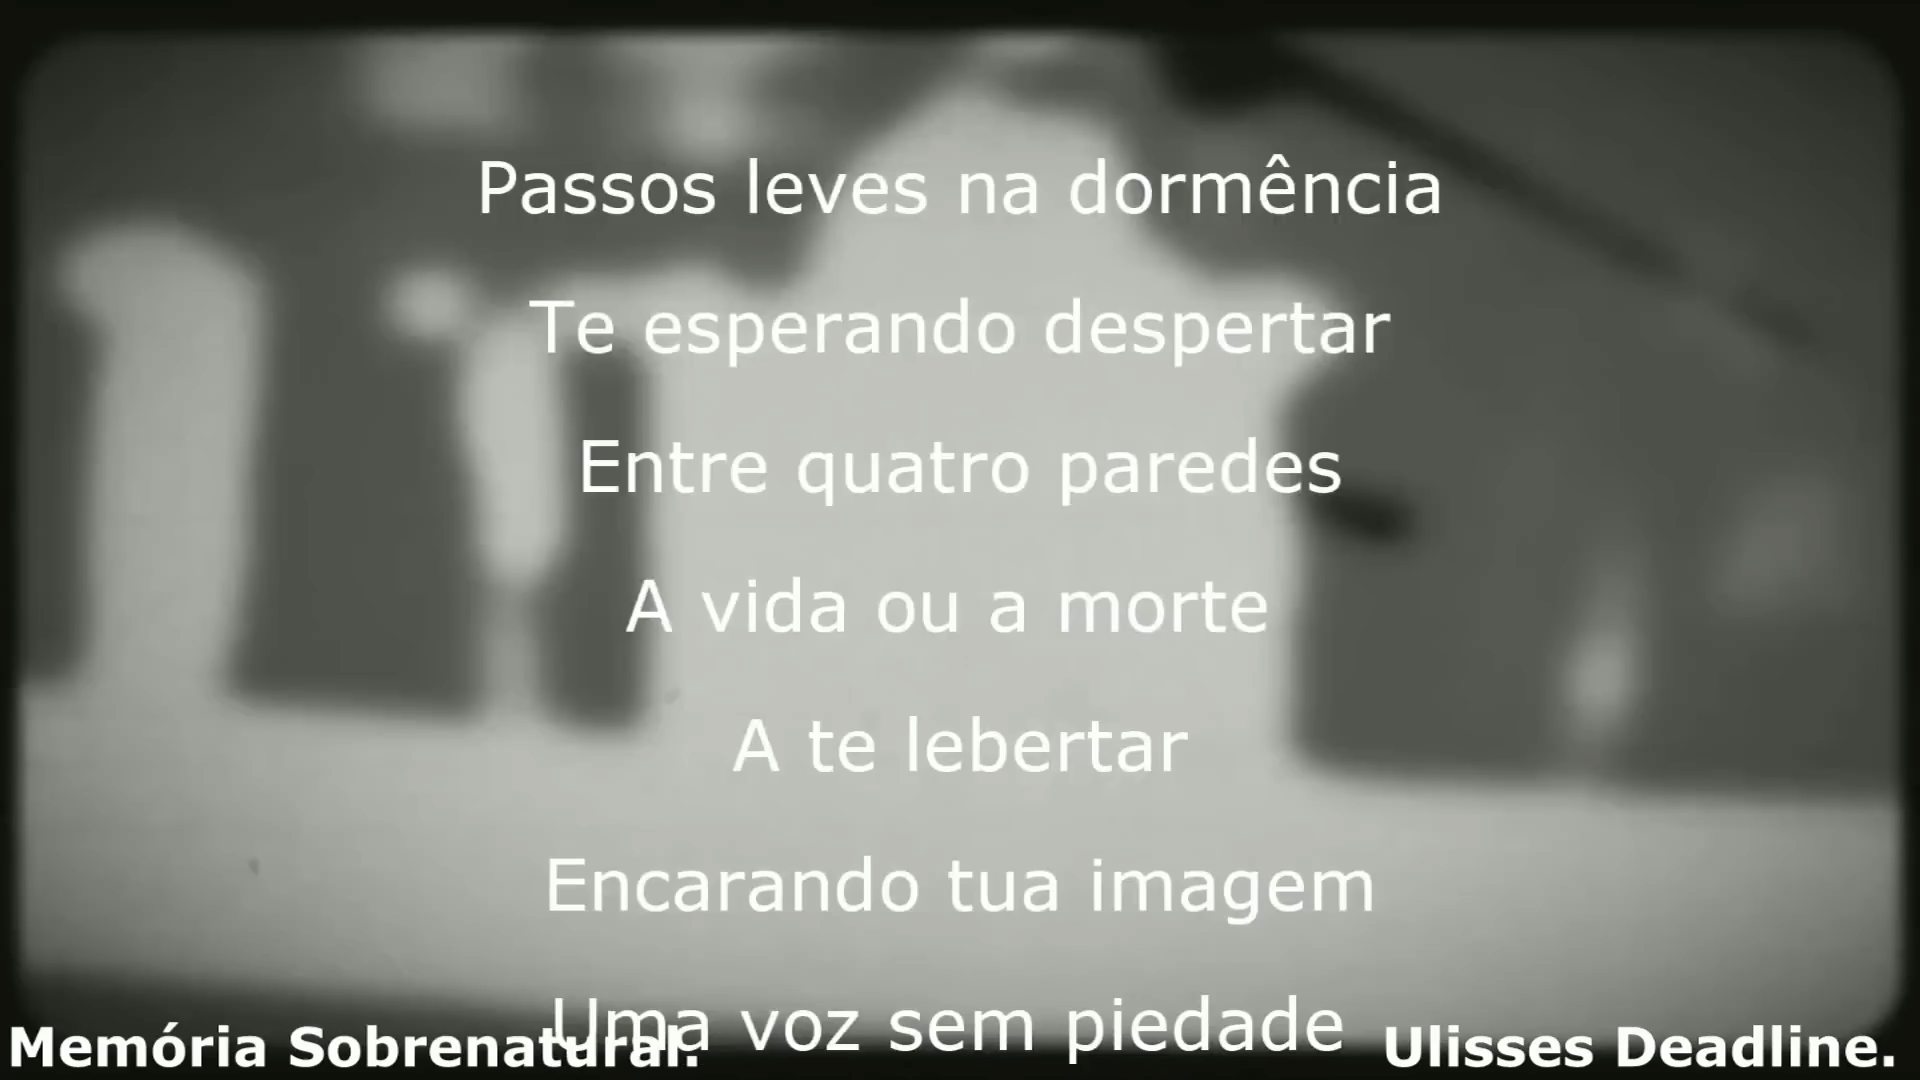 Passos leves na dormência
Te esperando despertar
Entre quatro paredes
A vida ou a morte
A te lebertar
Encarando tua imagem
Uma voz sem piedade
Memória Sobrenatural.
Ulisses Deadline.